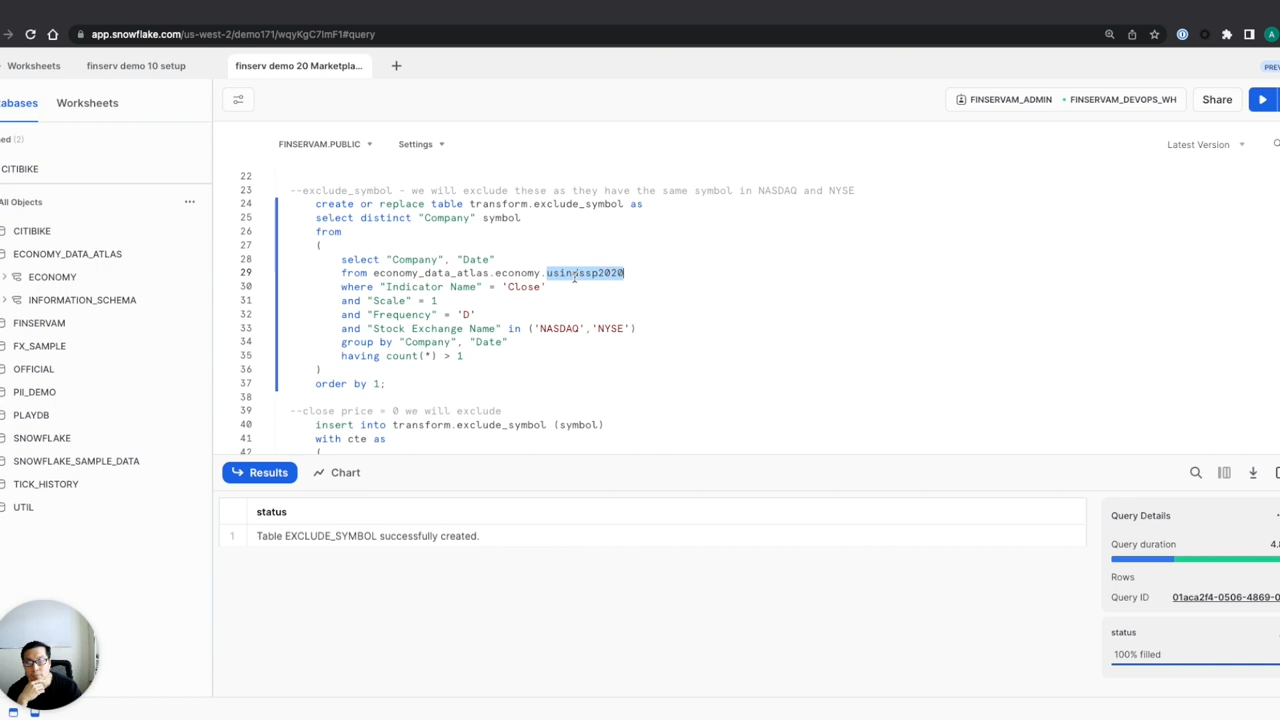 app.snowflake.com/us-west-2/demo171/wqyKgC7lmF1#query
A
Worksheets
finserv demo 10 setup
finserv demo 20 Marketpla...
+
PREV
abases
Worksheets
FINSERVAM_ADMIN • FINSERVAM_DEVOPS_WH
Share
ned (2)
CITIBIKE
All Objects
...
CITIBIKE
ECONOMY_DATA_ATLAS
ECONOMY
INFORMATION_SCHEMA
FINSERVAM
FX_SAMPLE
OFFICIAL
PII_DEMO
PLAYDB
SNOWFLAKE
SNOWFLAKE_SAMPLE_DATA
TICK_HISTORY
UTIL
FINSERVAM.PUBLIC
Settings
Latest Version
22
23 --exclude_symbol - we will exclude these as they have the same symbol in NASDAQ and NYSE
24 create or replace table transform.exclude_symbol as
25 select distinct "Company" symbol
26 from
27 (
28 select "Company", "Date"
29 from economy_data_atlas.economy.usindssp2020
30 where "Indicator Name" = 'Close'
31 and "Scale" = 1
32 and "Frequency" = 'D'
33 and "Stock Exchange Name" in ('NASDAQ','NYSE')
34 group by "Company", "Date"
35 having count(*) > 1
36 )
37 order by 1;
38
39 --close price = 0 we will exclude
40 insert into transform.exclude_symbol (symbol)
41 with cte as
42 (
Results
Chart
status
1 Table EXCLUDE_SYMBOL successfully created.
Query Details
Query duration 4.8
Rows
Query ID 01aca2f4-0506-4869-0
status
100% filled